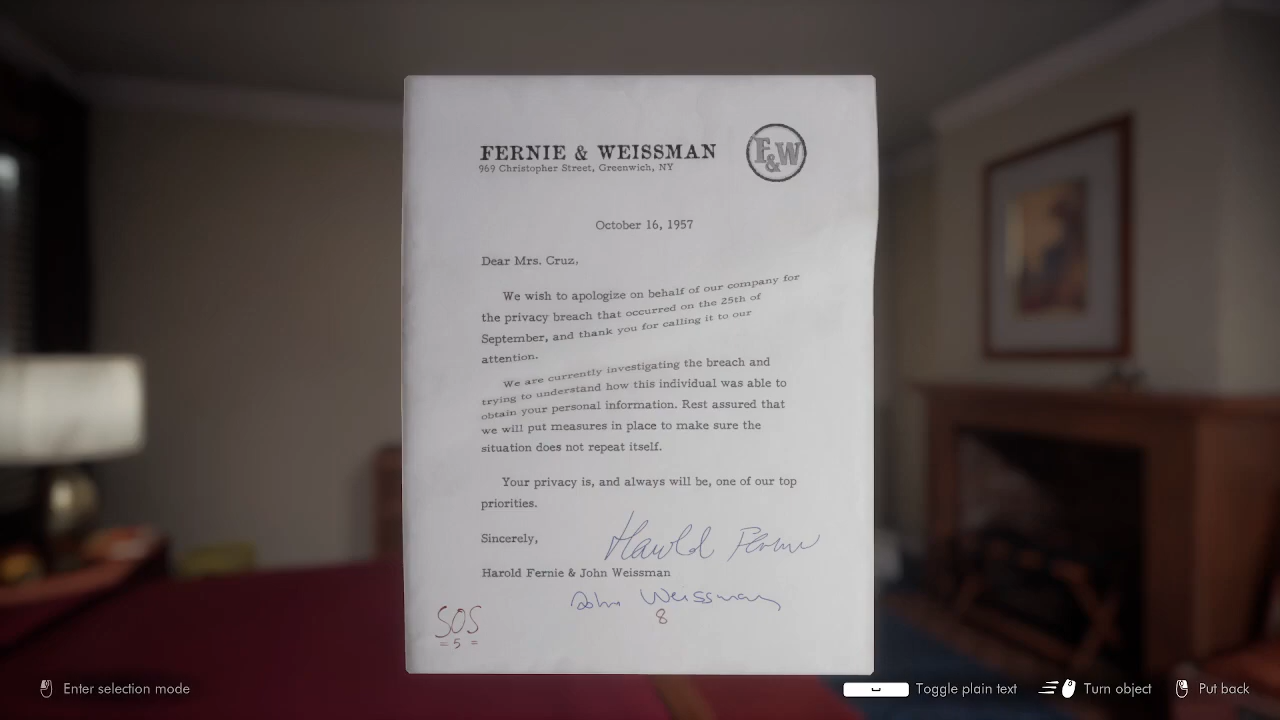 FERNIE & WEISSMAN
969 Christopher Street, Greenwich, NY
F&W
October 16, 1957
Dear Mrs. Cruz,
We wish to apologize on behalf of our company for
the privacy breach that occurred on the 25th of
September, and thank you for calling it to our
attention.
We are currently investigating the breach and
trying to understand how this individual was able to
obtain your personal information. Rest assured that
we will put measures in place to make sure the
situation does not repeat itself.
Your privacy is, and always will be, one of our top
priorities.
Sincerely,
Harold Fernie
Harold Fernie & John Weissman
John Weissman
8
SOS
= 5 =
Enter selection mode
Toggle plain text
Turn object
Put back